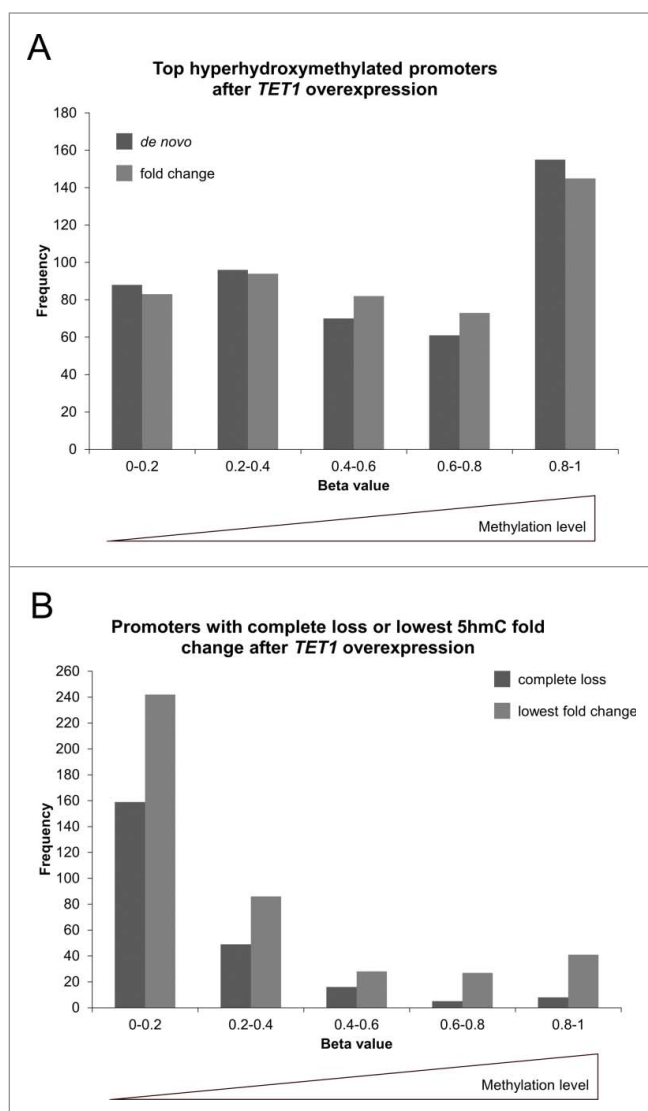 A
Top hyperhydroxymethylated promoters
after TET1 overexpression
180
160
140
120
100
80
60
40
20
0
Frequency
de novo
fold change
0-0.2 0.2-0.4 0.4-0.6 0.6-0.8 0.8-1
Beta value
Methylation level
B
Promoters with complete loss or lowest 5hmC fold
change after TET1 overexpression
260
240
220
200
180
160
140
120
100
80
60
40
20
0
Frequency
complete loss
lowest fold change
0-0.2 0.2-0.4 0.4-0.6 0.6-0.8 0.8-1
Beta value
Methylation level